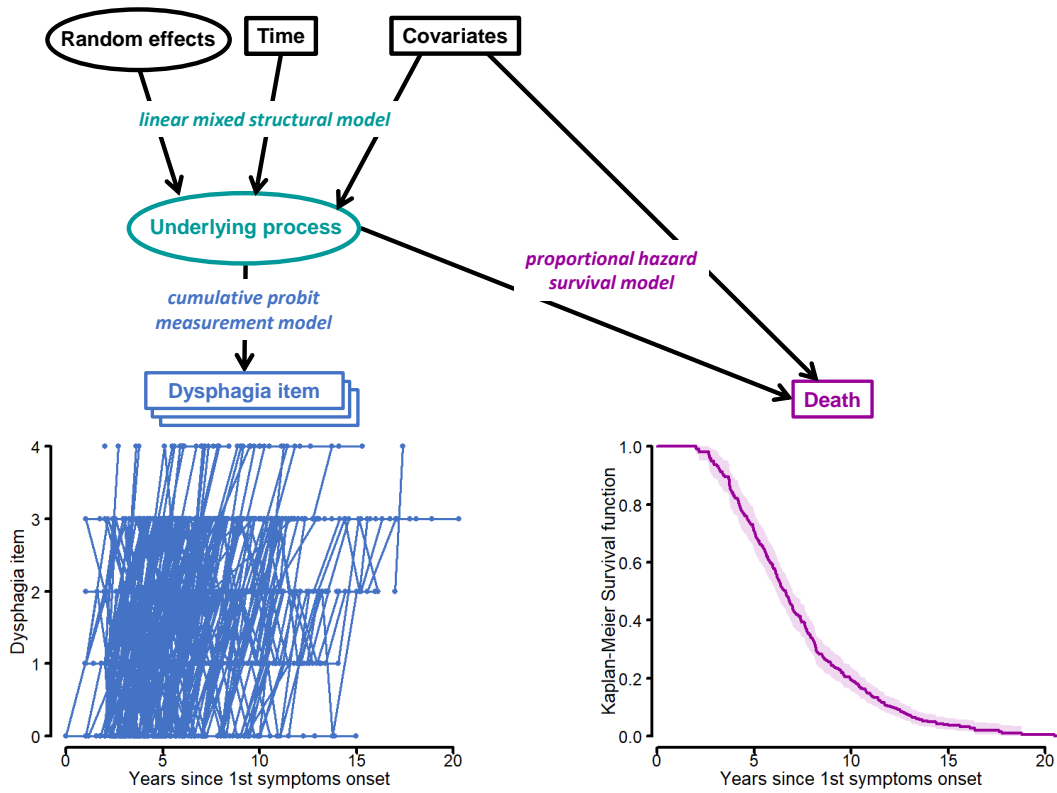 Random effects
Time
Covariates
linear mixed structural model
Underlying process
proportional hazard
survival model
cumulative probit
measurement model
Dysphagia item
Death
Dysphagia item
4
3
2
1
0
0 5 10 15 20
Years since 1st symptoms onset
Kaplan-Meier Survival function
1.0
0.8
0.6
0.4
0.2
0.0
0 5 10 15 20
Years since 1st symptoms onset